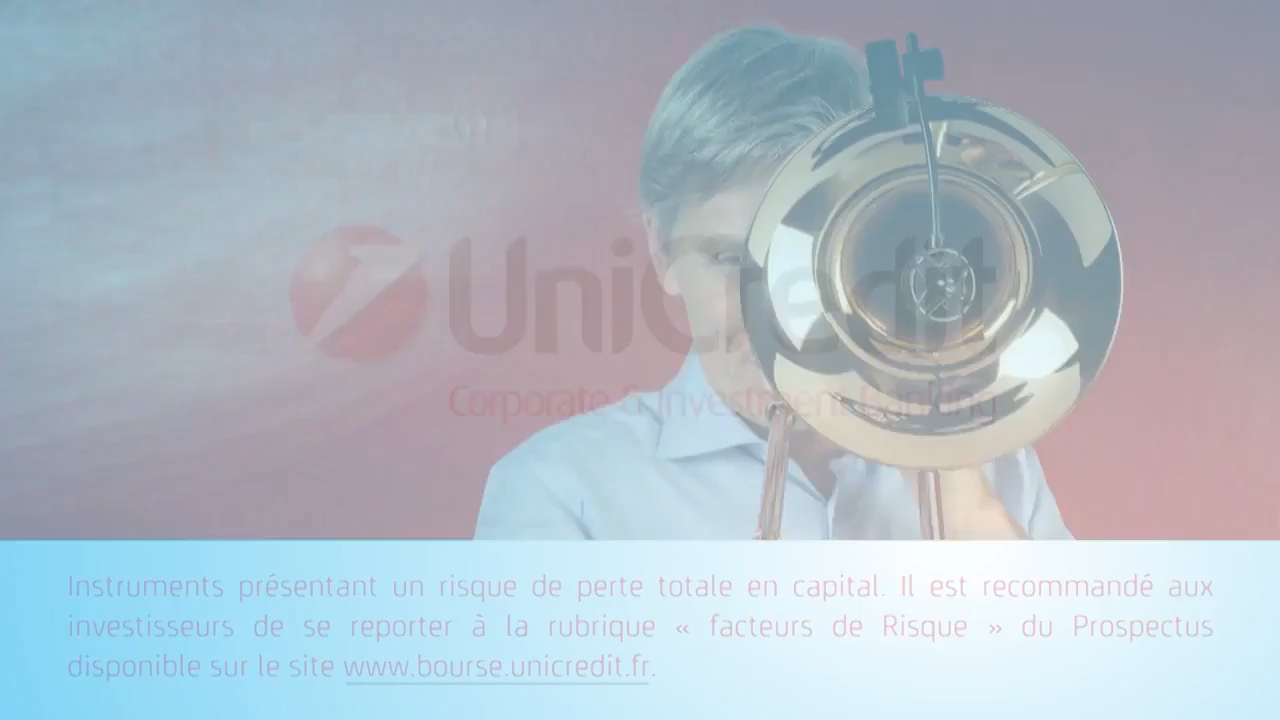 UniCredit
Corporate & Investment Banking
Instruments présentant un risque de perte totale en capital. Il est recommandé aux
investisseurs de se reporter à la rubrique « facteurs de Risque » du Prospectus
disponible sur le site www.bourse.unicredit.fr.